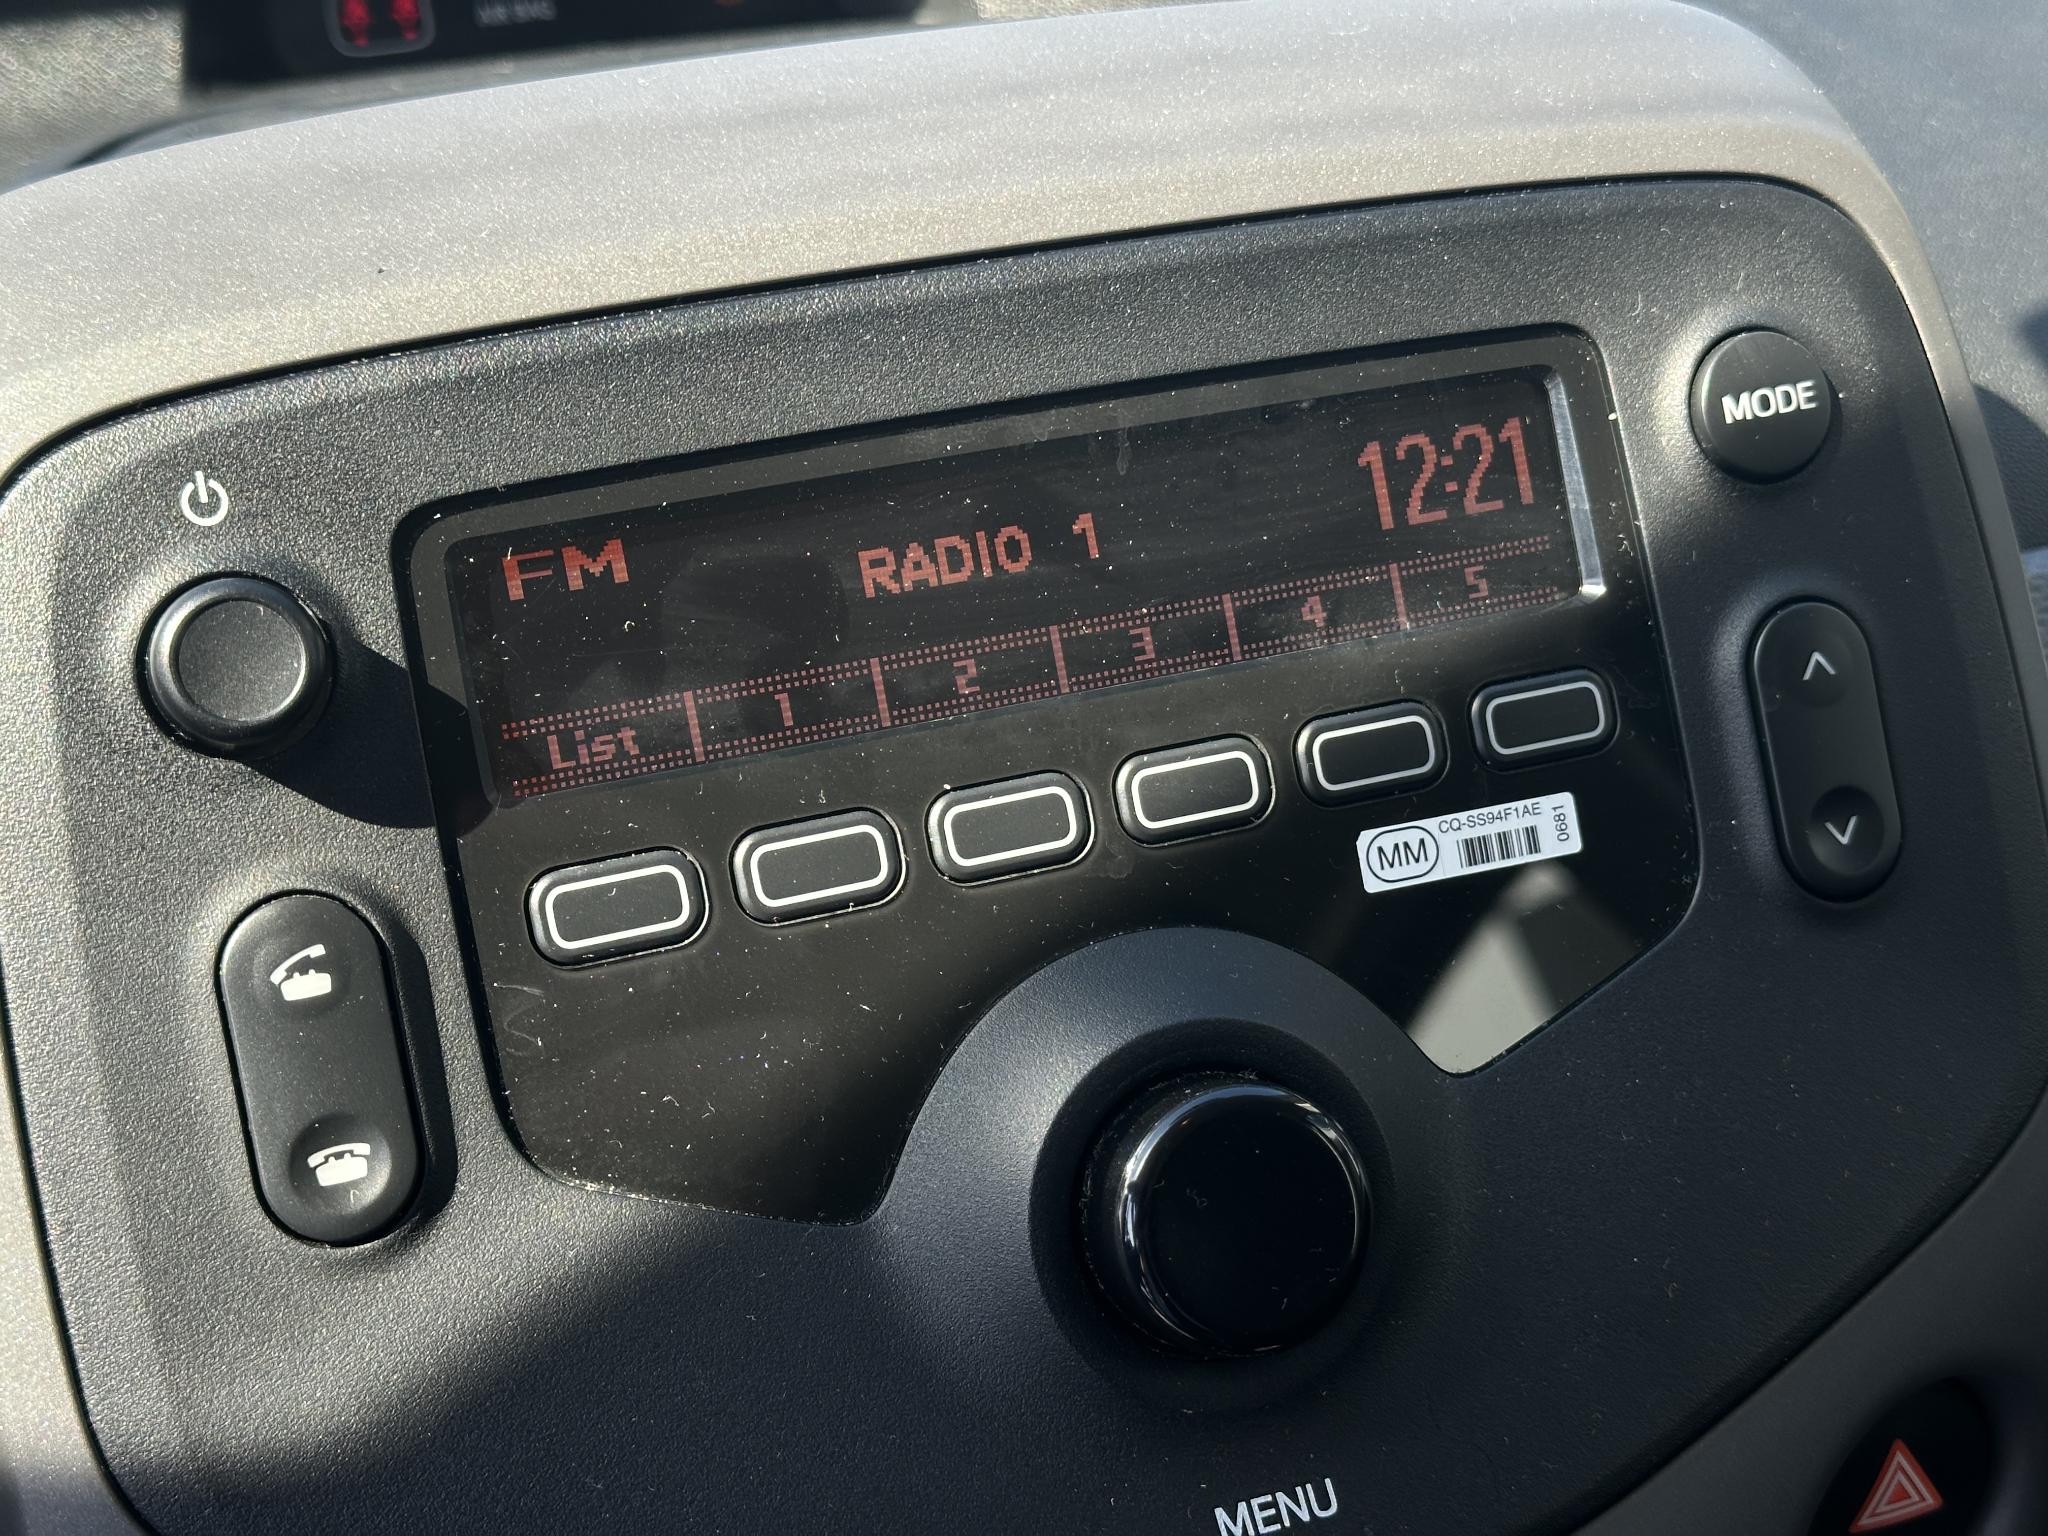 12:21
FM RADIO 1
List 1 2 3 4 5
MODE
MM CQ-SS94F1AE 0681
MENU